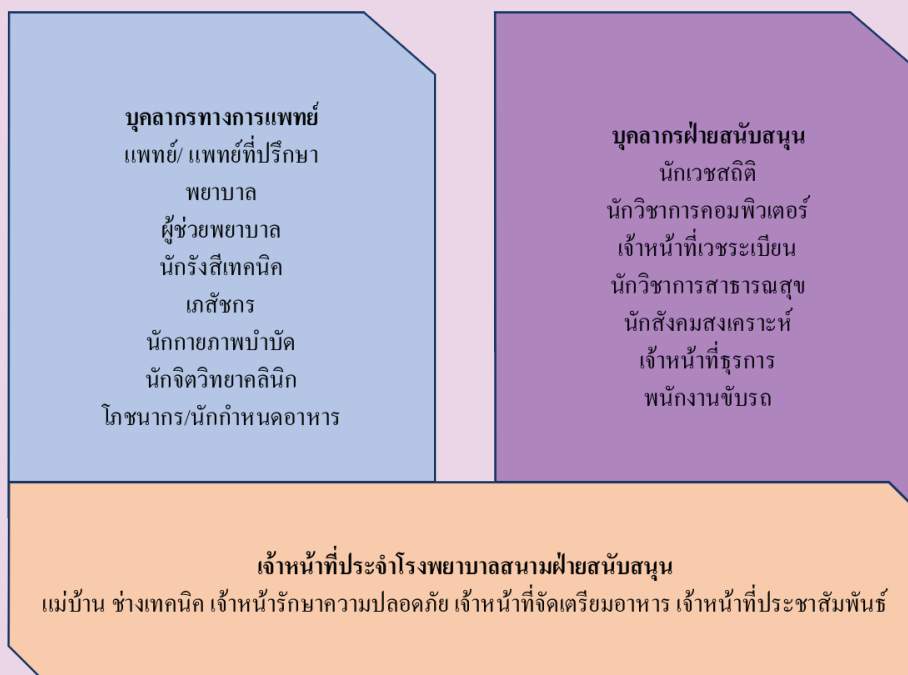 บุคลากรทางการแพทย์
แพทย์/ แพทย์ที่ปรึกษา
พยาบาล
ผู้ช่วยพยาบาล
นักรังสีเทคนิค
เภสัชกร
นักกายภาพบำบัด
นักจิตวิทยาคลินิก
โภชนากร/นักกำหนดอาหาร
บุคลากรฝ่ายสนับสนุน
นักเวชสถิติ
นักวิชาการคอมพิวเตอร์
เจ้าหน้าที่เวชระเบียน
นักวิชาการสาธารณสุข
นักสังคมสงเคราะห์
เจ้าหน้าที่ธุรการ
พนักงานขับรถ
เจ้าหน้าที่ประจำโรงพยาบาลสนามฝ่ายสนับสนุน
แม่บ้าน ช่างเทคนิค เจ้าหน้ารักษาความปลอดภัย เจ้าหน้าที่จัดเตรียมอาหาร เจ้าหน้าที่ประชาสัมพันธ์